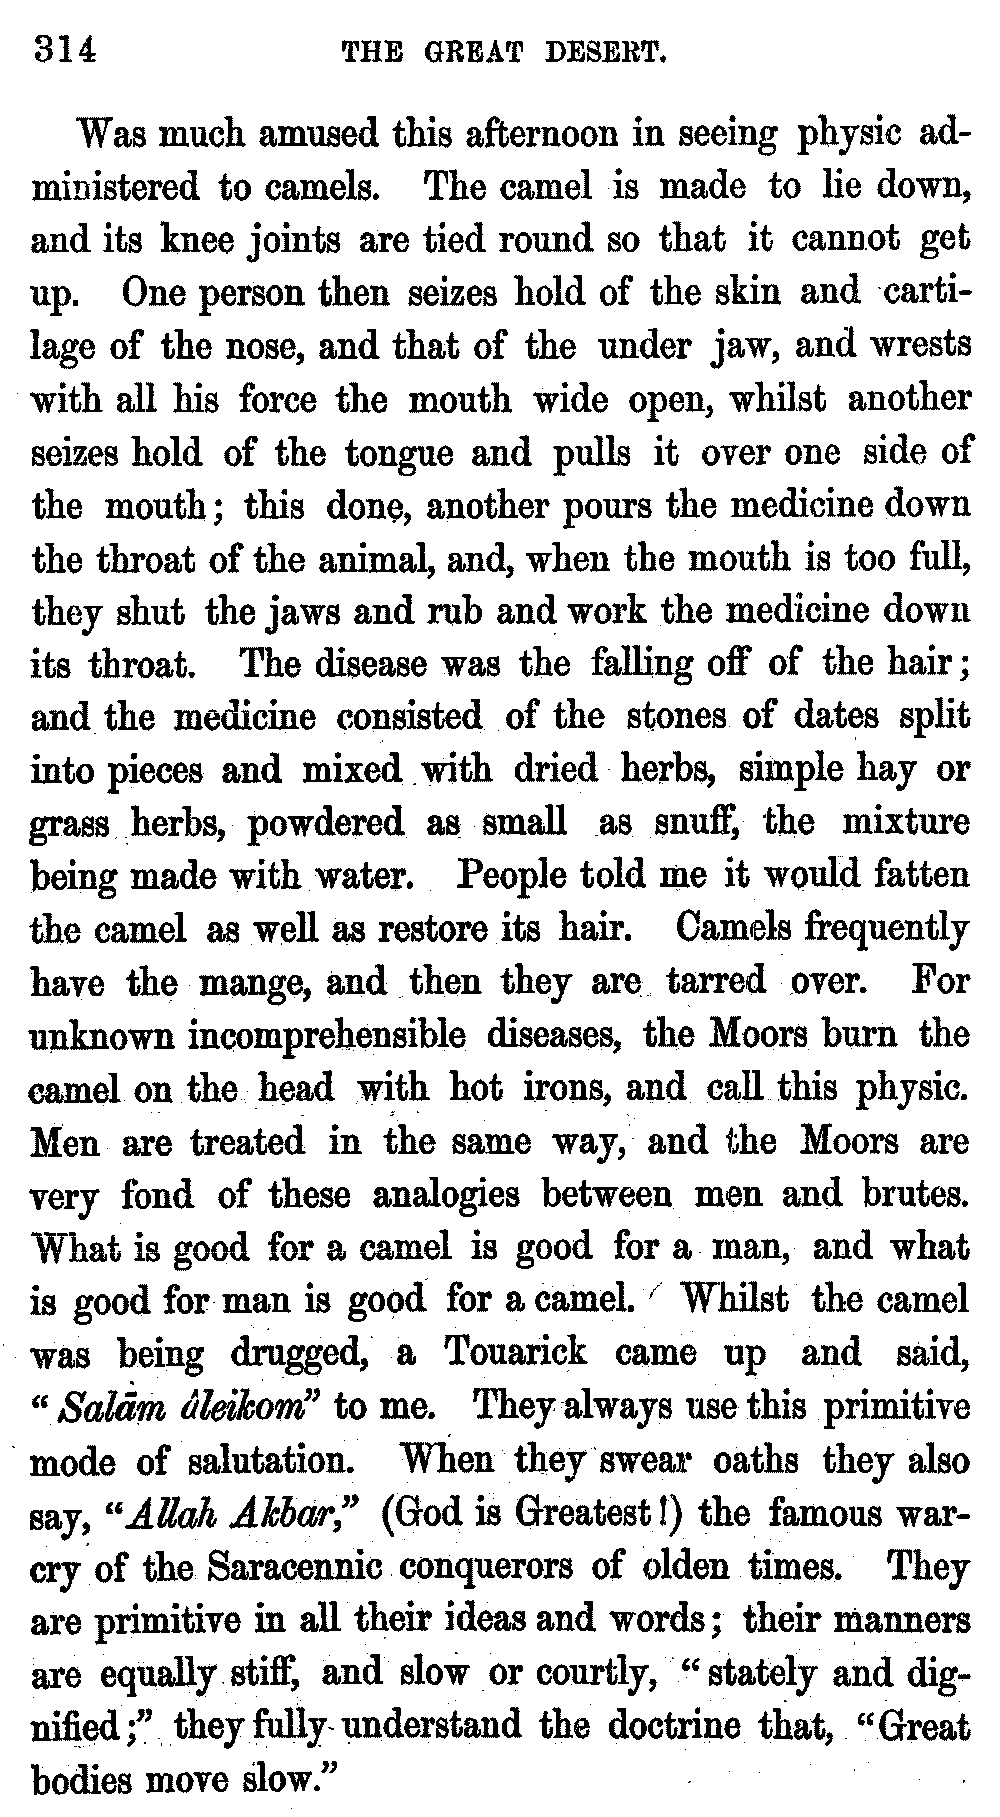 314 THE GREAT DESERT.
Was much amused this afternoon in seeing physic ad-
ministered to camels. The camel is made to lie down,
and its knee joints are tied round so that it cannot get
up. One person then seizes hold of the skin and carti-
lage of the nose, and that of the under jaw, and wrests
with all his force the mouth wide open, whilst another
seizes hold of the tongue and pulls it over one side of
the mouth; this done, another pours the medicine down
the throat of the animal, and, when the mouth is too full,
they shut the jaws and rub and work the medicine down
its throat. The disease was the falling off of the hair;
and the medicine consisted of the stones of dates split
into pieces and mixed with dried herbs, simple hay or
grass herbs, powdered as small as snuff, the mixture
being made with water. People told me it would fatten
the camel as well as restore its hair. Camels frequently
have the mange, and then they are tarred over. For
unknown incomprehensible diseases, the Moors burn the
camel on the head with hot irons, and call this physic.
Men are treated in the same way, and the Moors are
very fond of these analogies between men and brutes.
What is good for a camel is good for a man, and what
is good for man is good for a camel. Whilst the camel
was being drugged, a Touarick came up and said,
"Salām âleikom" to me. They always use this primitive
mode of salutation. When they swear oaths they also
say, "Allah Akbar," (God is Greatest!) the famous war-
cry of the Saracennic conquerors of olden times. They
are primitive in all their ideas and words; their manners
are equally stiff, and slow or courtly, "stately and dig-
nified;" they fully understand the doctrine that, "Great
bodies move slow."